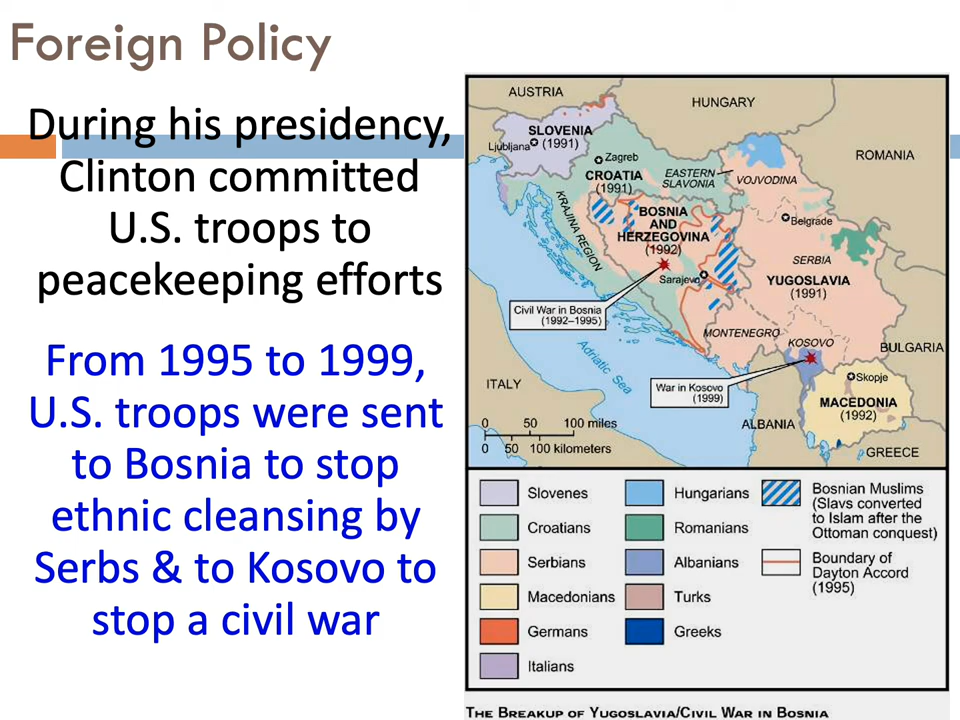 Foreign Policy
During his presidency,
Clinton committed
U.S. troops to
peacekeeping efforts
From 1995 to 1999,
U.S. troops were sent
to Bosnia to stop
ethnic cleansing by
Serbs & to Kosovo to
stop a civil war
AUSTRIA
HUNGARY
ROMANIA
SLOVENIA
(1991)
Ljubljana
Zagreb
CROATIA
(1991)
EASTERN
SLAVONIA
VOJVODINA
KRAJINA REGION
BOSNIA
AND
HERZEGOVINA
(1992)
Belgrade
SERBIA
Sarajevo
YUGOSLAVIA
(1991)
Civil War in Bosnia
(1992–1995)
MONTENEGRO
KOSOVO
BULGARIA
Adriatic Sea
ITALY
War in Kosovo
(1999)
Skopje
MACEDONIA
(1992)
ALBANIA
GREECE
0 50 100 miles
0 50 100 kilometers
Slovenes
Croatians
Serbians
Macedonians
Germans
Italians
Hungarians
Romanians
Albanians
Turks
Greeks
Bosnian Muslims
(Slavs converted
to Islam after the
Ottoman conquest)
Boundary of
Dayton Accord
(1995)
THE BREAKUP OF YUGOSLAVIA/CIVIL WAR IN BOSNIA